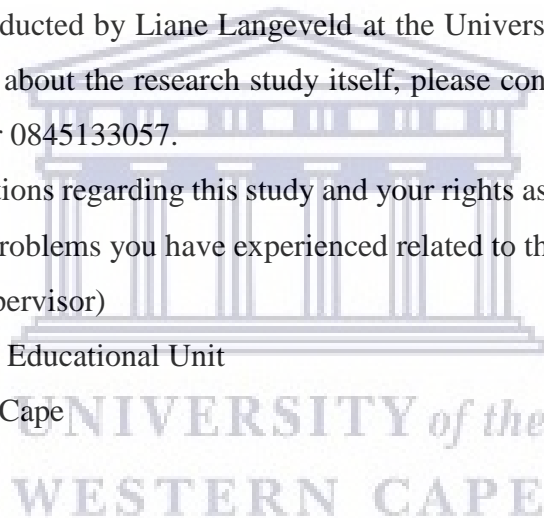 ducted by Liane Langeveld at the Univers
about the research study itself, please con
0845133057.
tions regarding this study and your rights as
roblems you have experienced related to th
pervisor)
Educational Unit
Cape
UNIVERSITY of the
WESTERN CAPE